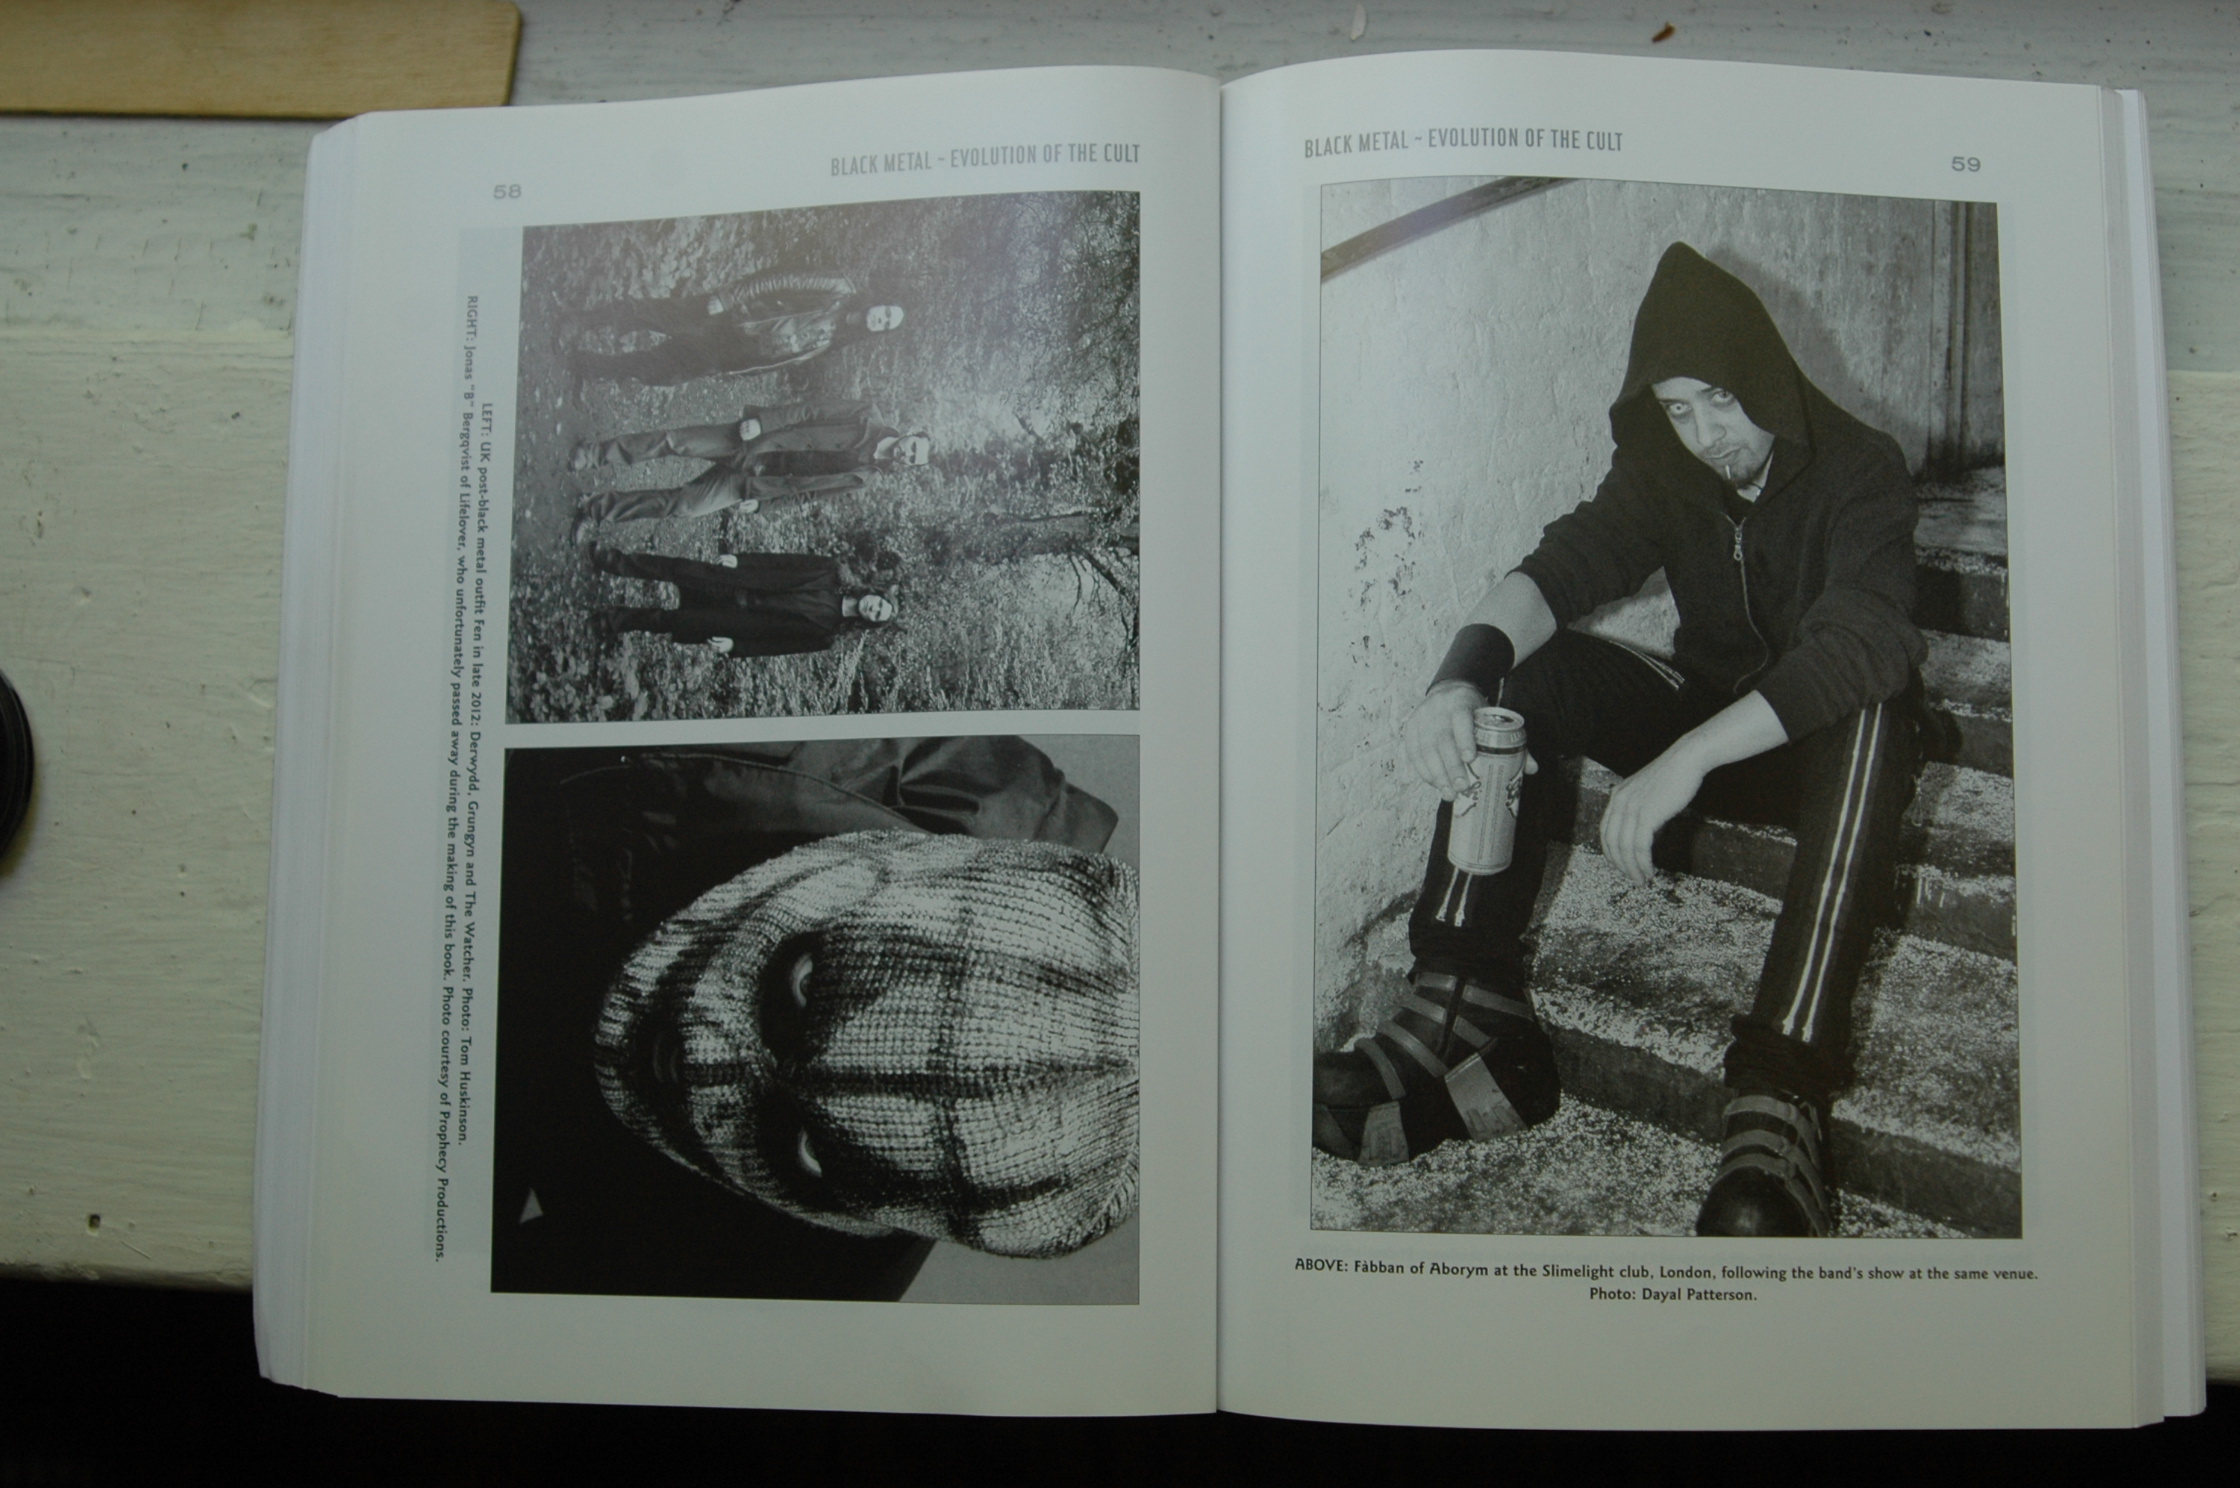 BLACK METAL ~ EVOLUTION OF THE CULT
58
LEFT: UK post-black metal outfit Fen in late 2012: Derwydd, Grungyn and The Watcher. Photo: Tom Huskinson.
RIGHT: Jonas "B" Bergqvist of Lifelover, who unfortunately passed away during the making of this book. Photo courtesy of Prophecy Productions.
BLACK METAL ~ EVOLUTION OF THE CULT
59
ABOVE: Fàbban of Aborym at the Slimelight club, London, following the band's show at the same venue.
Photo: Dayal Patterson.